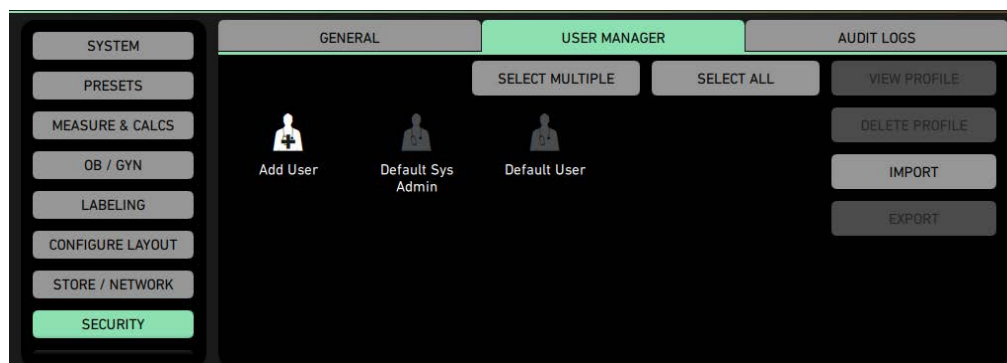 SYSTEM
PRESETS
MEASURE & CALCS
OB / GYN
LABELING
CONFIGURE LAYOUT
STORE / NETWORK
SECURITY
GENERAL
USER MANAGER
AUDIT LOGS
SELECT MULTIPLE
SELECT ALL
VIEW PROFILE
DELETE PROFILE
IMPORT
EXPORT
Add User
Default Sys
Admin
Default User